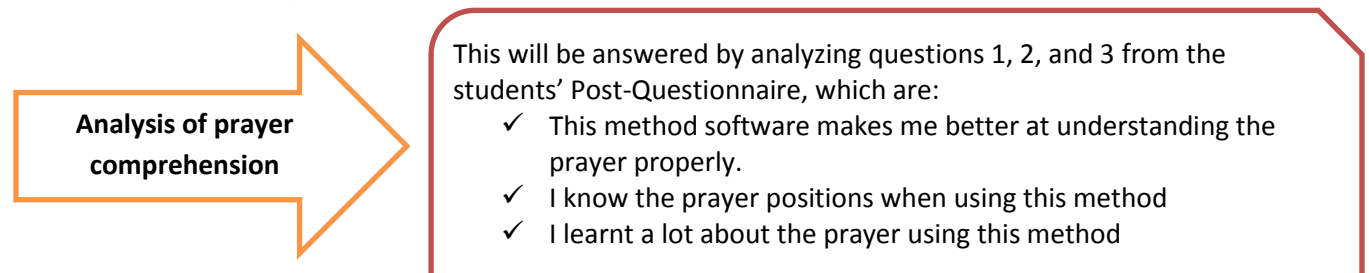 Analysis of prayer
comprehension
This will be answered by analyzing questions 1, 2, and 3 from the
students’ Post-Questionnaire, which are:
✓ This method software makes me better at understanding the
prayer properly.
✓ I know the prayer positions when using this method
✓ I learnt a lot about the prayer using this method